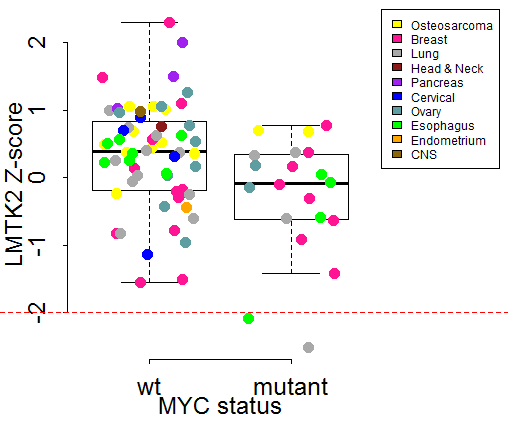 LMTK2 Z-score
2
1
0
-1
-2
wt
mutant
MYC status
Osteosarcoma
Breast
Lung
Head & Neck
Pancreas
Cervical
Ovary
Esophagus
Endometrium
CNS